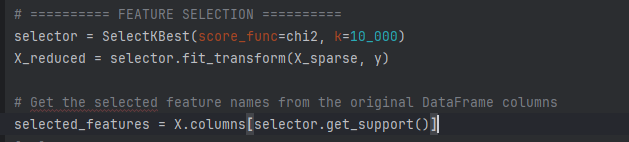 # ========== FEATURE SELECTION ==========
selector = SelectKBest(score_func=chi2, k=10_000)
X_reduced = selector.fit_transform(X_sparse, y)
# Get the selected feature names from the original DataFrame columns
selected_features = X.columns[selector.get_support()]